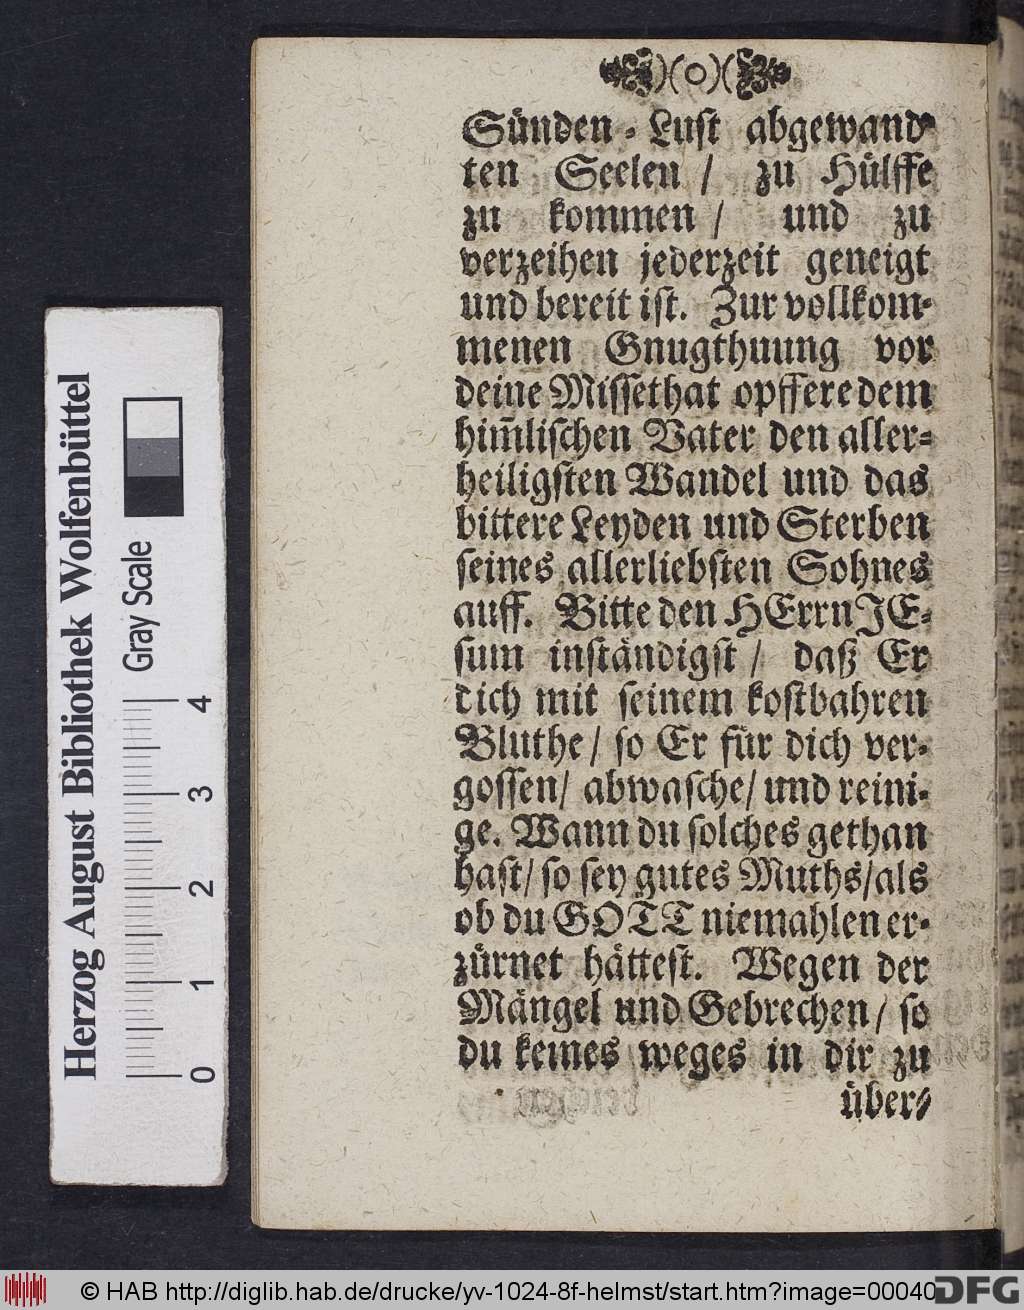 )(o)(
Sünden-Lust abgewand-
ten Seelen / zu Hülffe
zu kommen / und zu
verzeihen jederzeit geneigt
und bereit ist. Zur vollkom-
menen Gnugthuung vor
deine Missethat opffere dem
him̄lischen Vater den aller-
heiligsten Wandel und das
bittere Leyden und Sterben
seines allerliebsten Sohnes
auff. Bitte den HErrn JE-
sum inständigst / daß Er
dich mit seinem kostbahren
Bluthe / so Er für dich ver-
gossen / abwasche / und reini-
ge. Wann du solches gethan
hast / so sey gutes Muths / als
ob du GOTT niemahlen er-
zürnet hättest. Wegen der
Mängel und Gebrechen / so
du keines weges in dir zu
über-
Herzog August Bibliothek Wolfenbüttel
Gray Scale
0 1 2 3 4
© HAB http://diglib.hab.de/drucke/yv-1024-8f-helmst/start.htm?image=00040
DFG